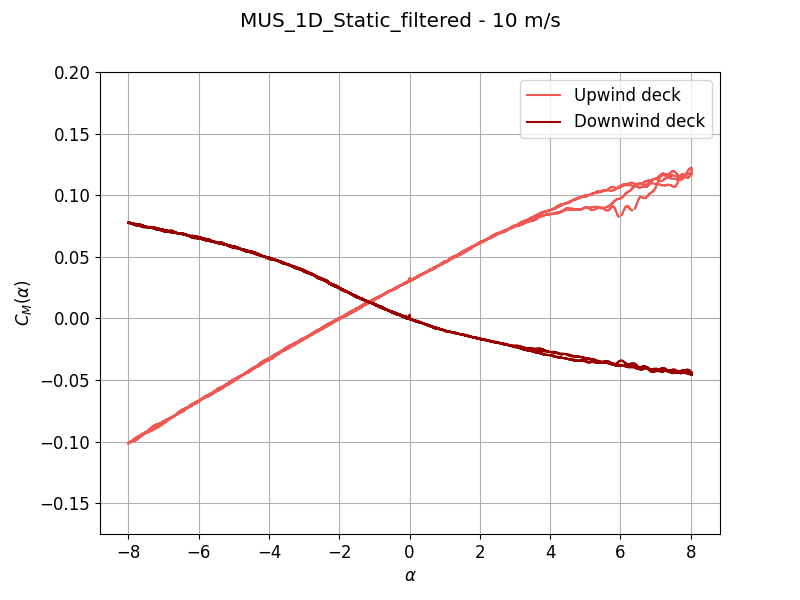 MUS_1D_Static_filtered - 10 m/s
Upwind deck
Downwind deck
0.20
0.15
0.10
0.05
0.00
−0.05
−0.10
−0.15
C_M(α)
−8 −6 −4 −2 0 2 4 6 8
α